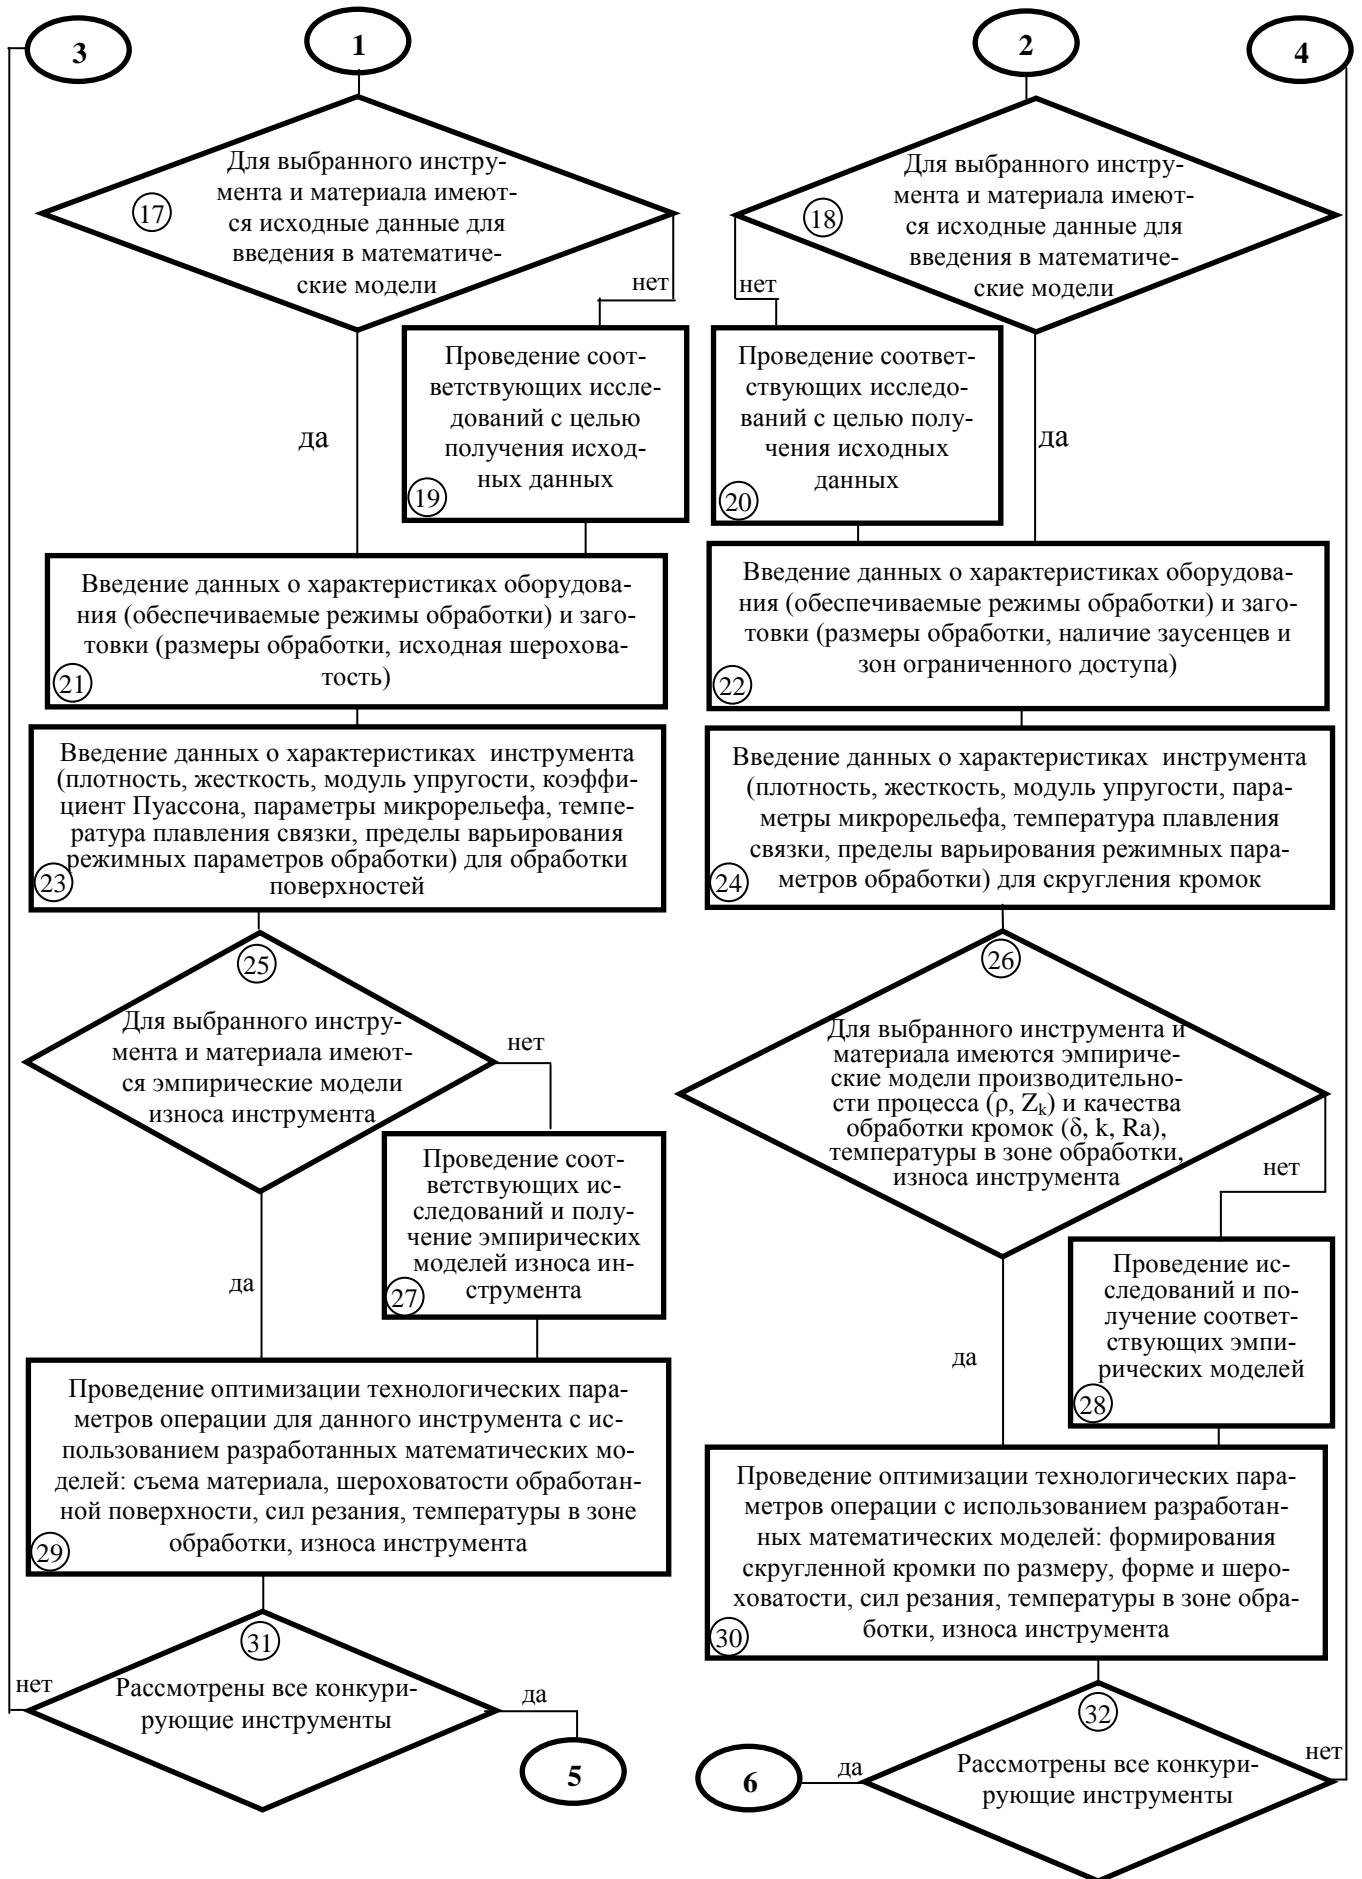 3
1
2
4
Для выбранного инстру-
мента и материала имеют-
ся исходные данные для
введения в математиче-
ские модели
17
нет
да
Для выбранного инстру-
мента и материала имеют-
ся исходные данные для
введения в математиче-
ские модели
18
нет
да
Проведение соот-
ветствующих иссле-
дований с целью
получения исход-
ных данных
19
Проведение соответ-
ствующих исследо-
ваний с целью полу-
чения исходных
данных
20
Введение данных о характеристиках оборудова-
ния (обеспечиваемые режимы обработки) и заго-
товки (размеры обработки, исходная шерохова-
тость)
21
Введение данных о характеристиках оборудова-
ния (обеспечиваемые режимы обработки) и заго-
товки (размеры обработки, наличие заусенцев и
зон ограниченного доступа)
22
Введение данных о характеристиках инструмента
(плотность, жесткость, модуль упругости, коэффи-
циент Пуассона, параметры микрорельефа, темпе-
ратура плавления связки, пределы варьирования
режимных параметров обработки) для обработки
поверхностей
23
Введение данных о характеристиках инструмента
(плотность, жесткость, модуль упругости, пара-
метры микрорельефа, температура плавления
связки, пределы варьирования режимных пара-
метров обработки) для скругления кромок
24
25
Для выбранного инстру-
мента и материала имеют-
ся эмпирические модели
износа инструмента
нет
да
26
Для выбранного инструмента и
материала имеются эмпириче-
ские модели производительно-
сти процесса (ρ, Zk) и качества
обработки кромок (δ, k, Ra),
температуры в зоне обработки,
износа инструмента
нет
да
Проведение соот-
ветствующих ис-
следований и полу-
чение эмпирических
моделей износа ин-
струмента
27
Проведение ис-
следований и по-
лучение соответ-
ствующих эмпи-
рических моделей
28
Проведение оптимизации технологических пара-
метров операции для данного инструмента с ис-
пользованием разработанных математических мо-
делей: съема материала, шероховатости обработан-
ной поверхности, сил резания, температуры в зоне
обработки, износа инструмента
29
Проведение оптимизации технологических пара-
метров операции с использованием разработан-
ных математических моделей: формирования
скругленной кромки по размеру, форме и шеро-
ховатости, сил резания, температуры в зоне обра-
ботки, износа инструмента
30
31
нет
Рассмотрены все конкури-
рующие инструменты
да
5
32
Рассмотрены все конкури-
рующие инструменты
нет
да
6